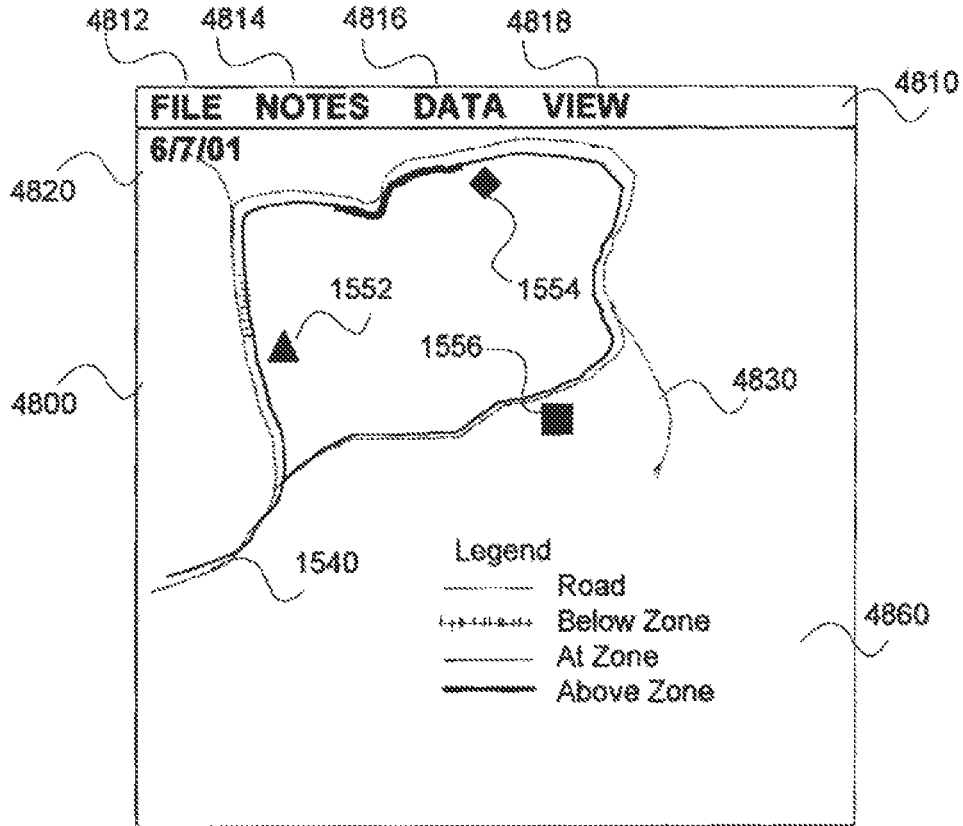 4812 4814 4816 4818
4810
FILE NOTES DATA VIEW
6/7/01
4820
1552
1554
1556
4800
4830
1540
Legend
Road
Below Zone
At Zone
Above Zone
4860